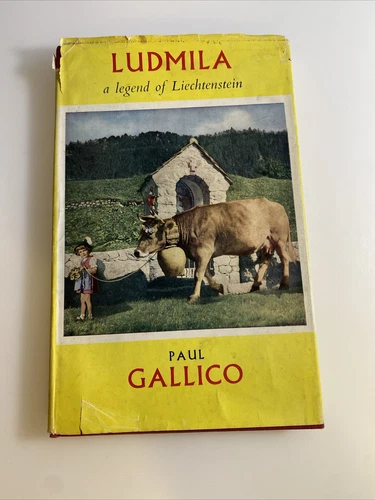 LUDMILA
a legend of Liechtenstein
PAUL
GALLICO